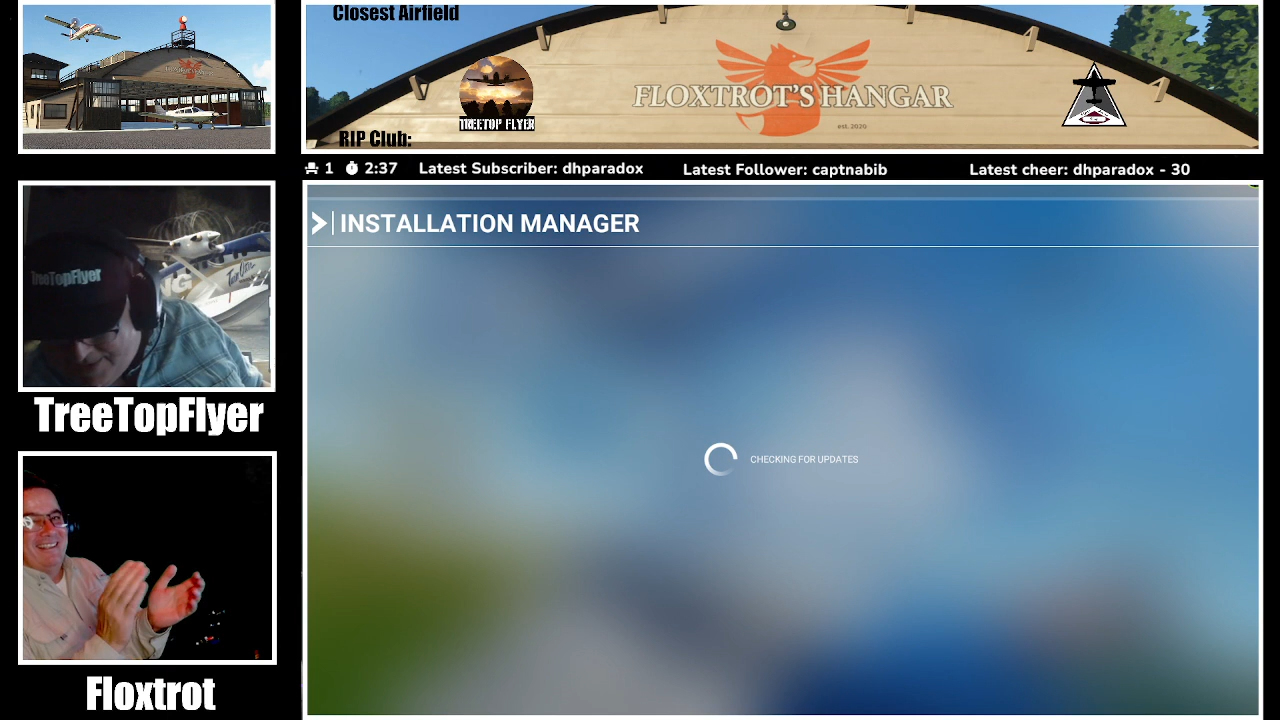 Closest Airfield
FLOXTROT'S HANGAR
est. 2020
TREETOP FLYER
RIP Club:
1 2:37 Latest Subscriber: dhparadox Latest Follower: captnabib Latest cheer: dhparadox - 30
INSTALLATION MANAGER
TreeTopFlyer
TreeTopFlyer
CHECKING FOR UPDATES
Floxtrot